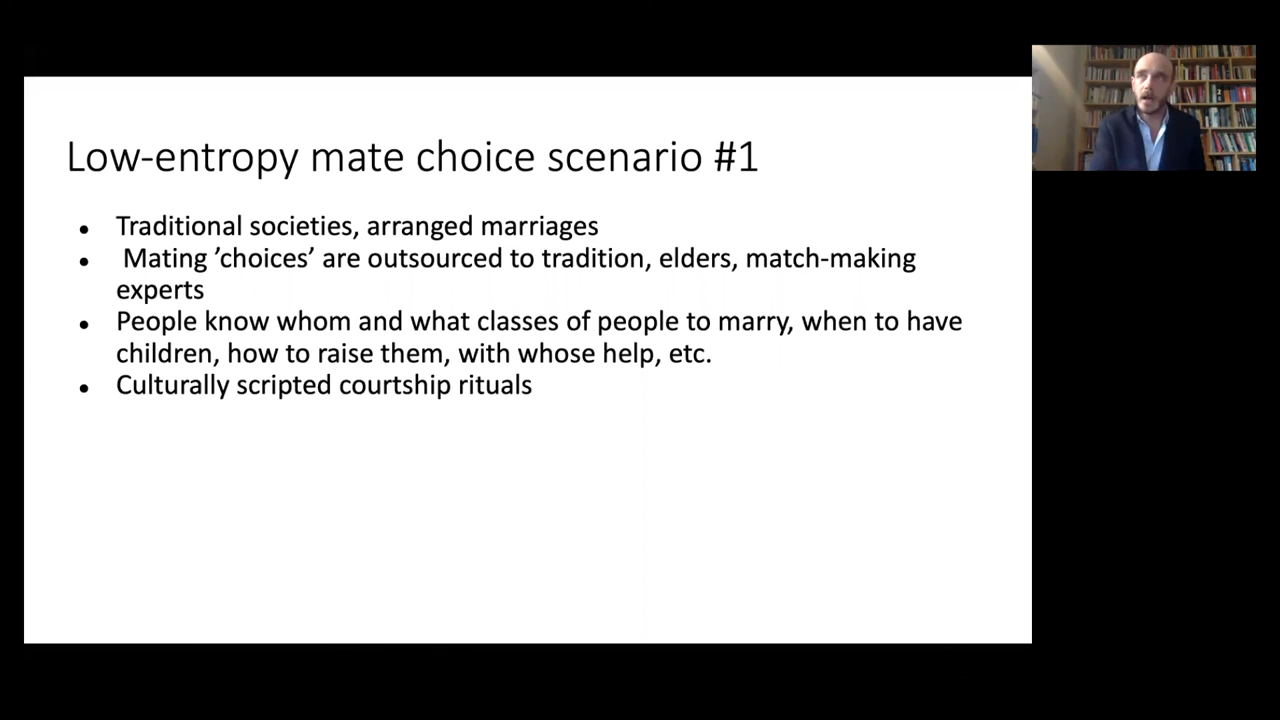 Low-entropy mate choice scenario #1
● Traditional societies, arranged marriages
● Mating ’choices’ are outsourced to tradition, elders, match-making
experts
● People know whom and what classes of people to marry, when to have
children, how to raise them, with whose help, etc.
● Culturally scripted courtship rituals